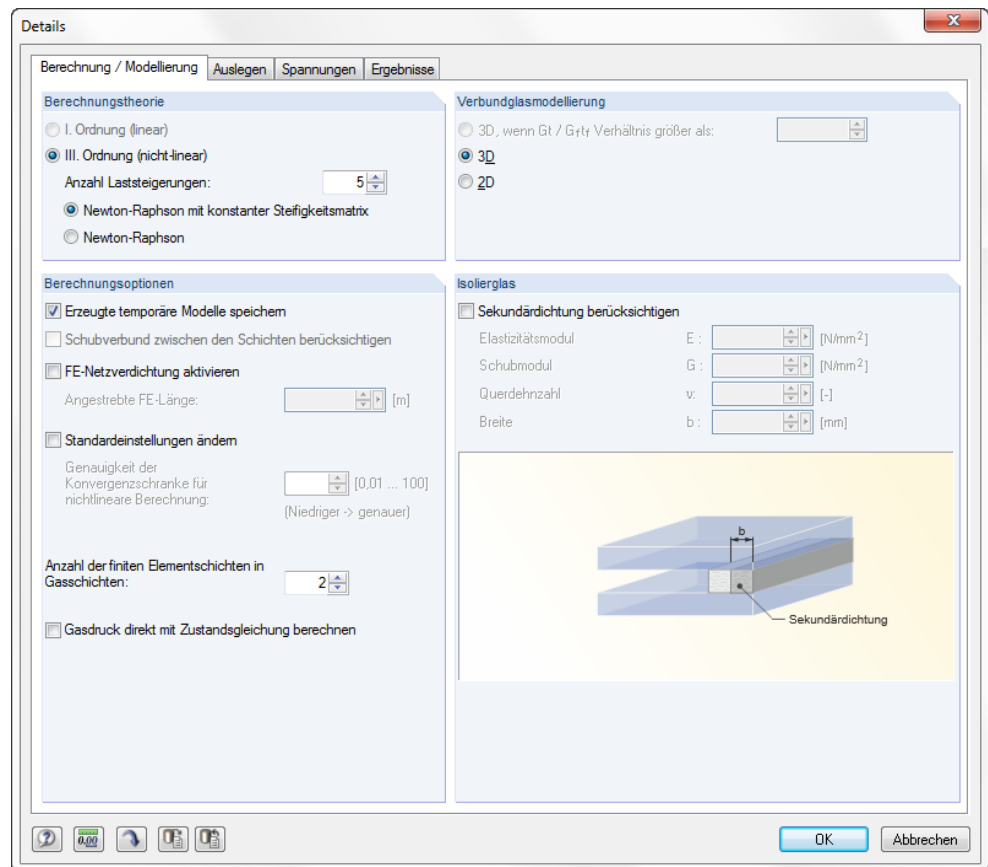 Details
Berechnung / Modellierung Auslegen Spannungen Ergebnisse
Berechnungstheorie
I. Ordnung (linear)
III. Ordnung (nicht-linear)
Anzahl Laststeigerungen: 5
Newton-Raphson mit konstanter Steifigkeitsmatrix
Newton-Raphson
Verbundglasmodellierung
3D, wenn Gt / Gftf Verhältnis größer als:
3D
2D
Berechnungsoptionen
Erzeugte temporäre Modelle speichern
Schubverbund zwischen den Schichten berücksichtigen
FE-Netzverdichtung aktivieren
Angestrebte FE-Länge: [m]
Standardeinstellungen ändern
Genauigkeit der
Konvergenzschranke für
nichtlineare Berechnung:
[0,01 ... 100]
(Niedriger -> genauer)
Anzahl der finiten Elementschichten in
Gasschichten: 2
Gasdruck direkt mit Zustandsgleichung berechnen
Isolierglas
Sekundärdichtung berücksichtigen
Elastizitätsmodul E : [N/mm²]
Schubmodul G : [N/mm²]
Querdehnzahl ν: [-]
Breite b : [mm]
b
Sekundärdichtung
0.00
OK Abbrechen